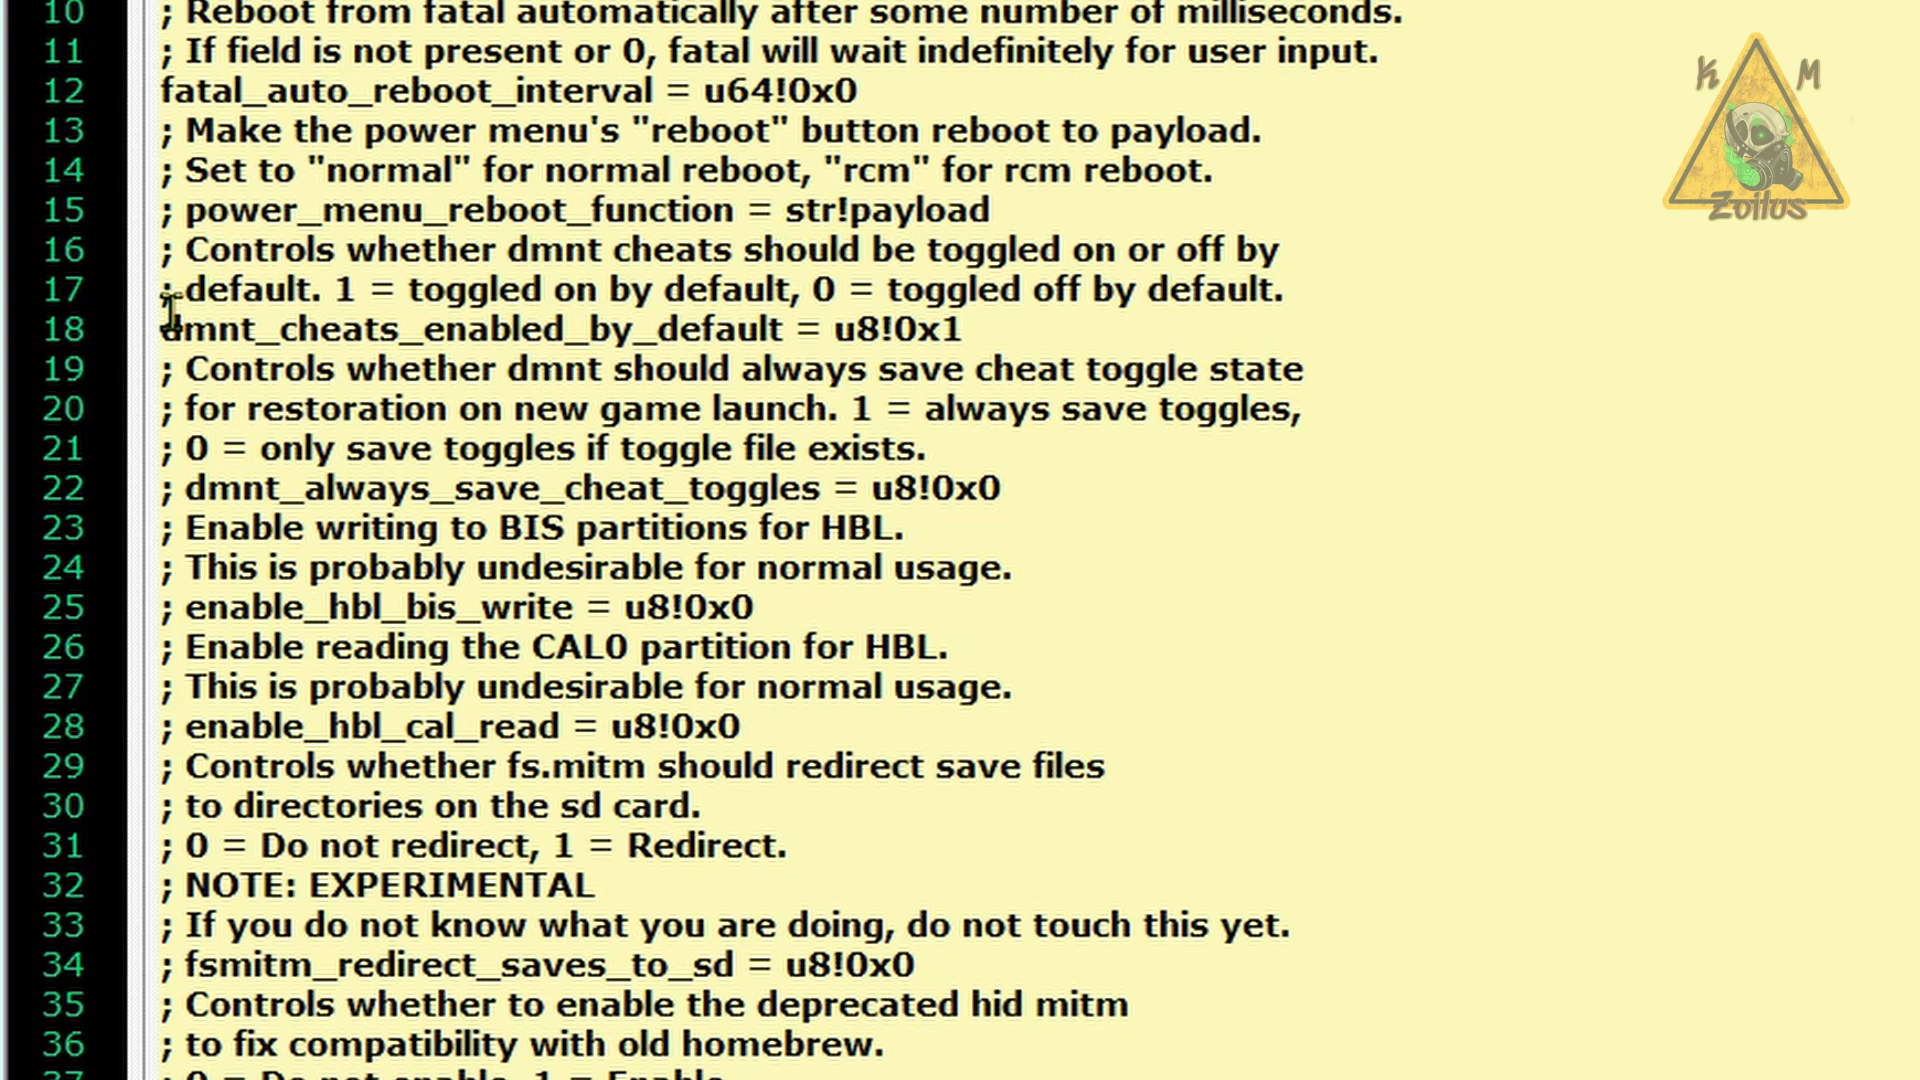 10 ; Reboot from fatal automatically after some number of milliseconds.
11 ; If field is not present or 0, fatal will wait indefinitely for user input.
12 fatal_auto_reboot_interval = u64!0x0
13 ; Make the power menu's "reboot" button reboot to payload.
14 ; Set to "normal" for normal reboot, "rcm" for rcm reboot.
15 ; power_menu_reboot_function = str!payload
16 ; Controls whether dmnt cheats should be toggled on or off by
17 ; default. 1 = toggled on by default, 0 = toggled off by default.
18 dmnt_cheats_enabled_by_default = u8!0x1
19 ; Controls whether dmnt should always save cheat toggle state
20 ; for restoration on new game launch. 1 = always save toggles,
21 ; 0 = only save toggles if toggle file exists.
22 ; dmnt_always_save_cheat_toggles = u8!0x0
23 ; Enable writing to BIS partitions for HBL.
24 ; This is probably undesirable for normal usage.
25 ; enable_hbl_bis_write = u8!0x0
26 ; Enable reading the CAL0 partition for HBL.
27 ; This is probably undesirable for normal usage.
28 ; enable_hbl_cal_read = u8!0x0
29 ; Controls whether fs.mitm should redirect save files
30 ; to directories on the sd card.
31 ; 0 = Do not redirect, 1 = Redirect.
32 ; NOTE: EXPERIMENTAL
33 ; If you do not know what you are doing, do not touch this yet.
34 ; fsmitm_redirect_saves_to_sd = u8!0x0
35 ; Controls whether to enable the deprecated hid mitm
36 ; to fix compatibility with old homebrew.
37 ; 0 = Do not enable, 1 = Enable.
K M
Zoilus